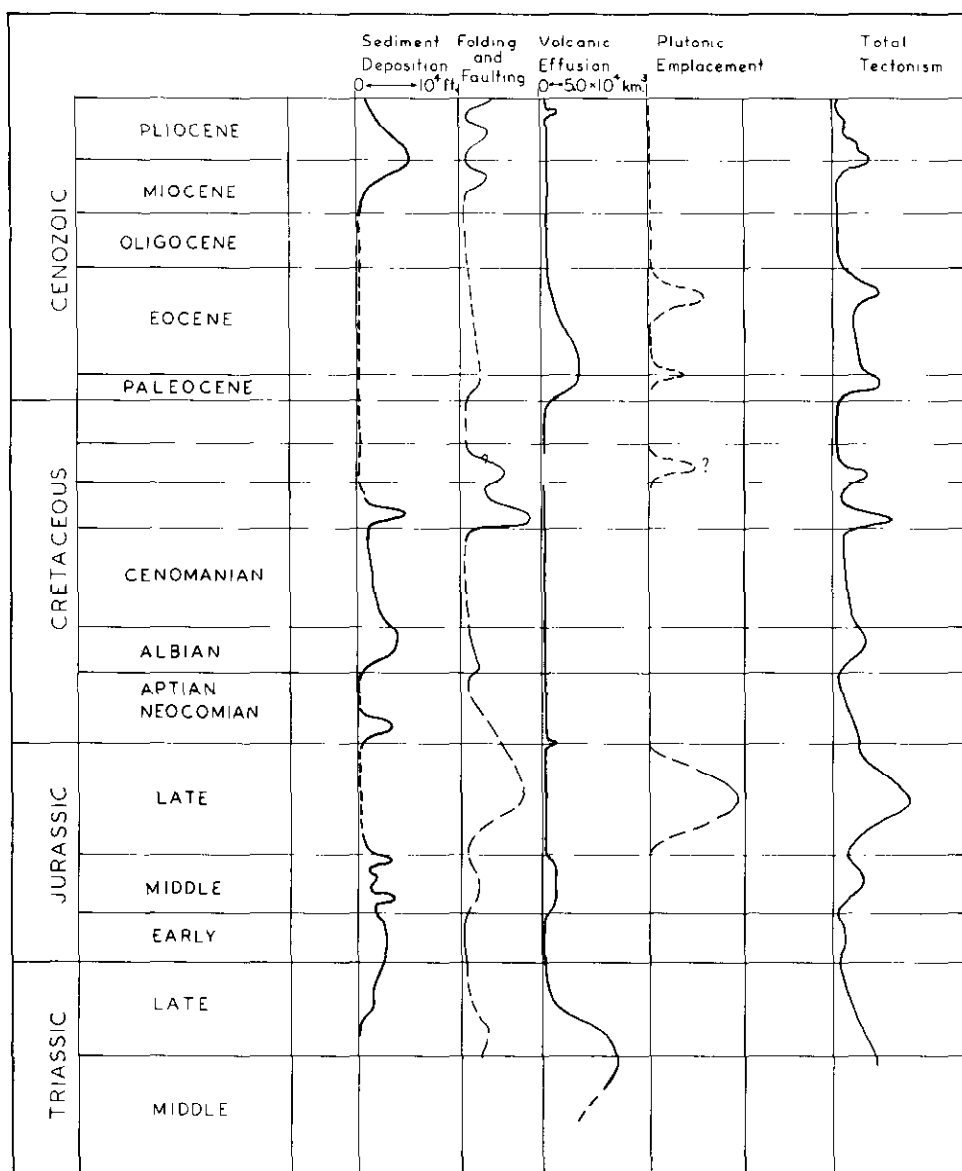 Sediment Deposition
0 10⁴ ft.
Folding and Faulting
Volcanic Effusion
0 5.0×10⁴ km³
Plutonic Emplacement
Total Tectonism
CENOZOIC
PLIOCENE
MIOCENE
OLIGOCENE
EOCENE
PALEOCENE
CRETACEOUS
?
?
CENOMANIAN
ALBIAN
APTIAN
NEOCOMIAN
JURASSIC
LATE
MIDDLE
EARLY
TRIASSIC
LATE
MIDDLE